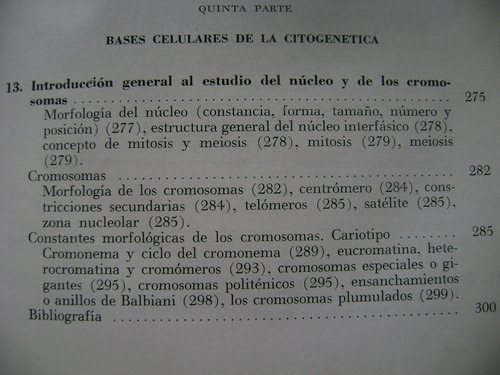 QUINTA PARTE
BASES CELULARES DE LA CITOGENETICA
13. Introducción general al estudio del núcleo y de los cromo-
somas . . . . . . . . . . . . . . . . . . . . . . . . . . . . . . . . . . . . . . . . 275
Morfología del núcleo (constancia, forma, tamaño, número y
posición) (277), estructura general del núcleo interfásico (278),
concepto de mitosis y meiosis (278), mitosis (279), meiosis
(279).
Cromosomas . . . . . . . . . . . . . . . . . . . . . . . . . . . . . . . . . . . . 282
Morfología de los cromosomas (282), centrómero (284), cons-
tricciones secundarias (284), telómeros (285), satélite (285),
zona nucleolar (285).
Constantes morfológicas de los cromosomas. Cariotipo . . . . . . . 285
Cromonema y ciclo del cromonema (289), eucromatina, hete-
rocromatina y cromómeros (293), cromosomas especiales o gi-
gantes (295), cromosomas politénicos (295), ensanchamientos
o anillos de Balbiani (298), los cromosomas plumulados (299).
Bibliografía . . . . . . . . . . . . . . . . . . . . . . . . . . . . . . . . . . . . 300